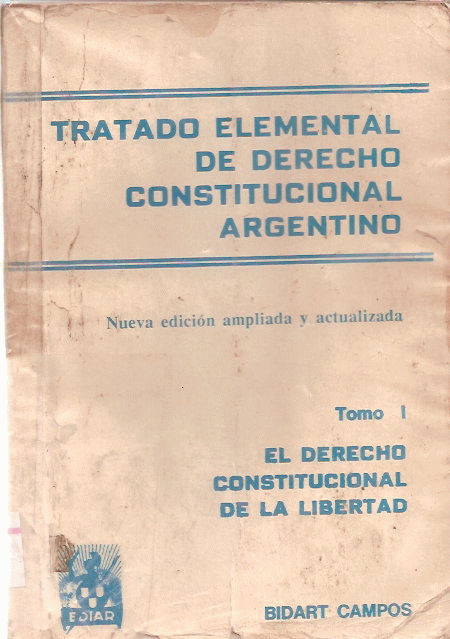 TRATADO ELEMENTAL
DE DERECHO
CONSTITUCIONAL
ARGENTINO
Nueva edición ampliada y actualizada
Tomo I
EL DERECHO
CONSTITUCIONAL
DE LA LIBERTAD
EDIAR
BIDART CAMPOS